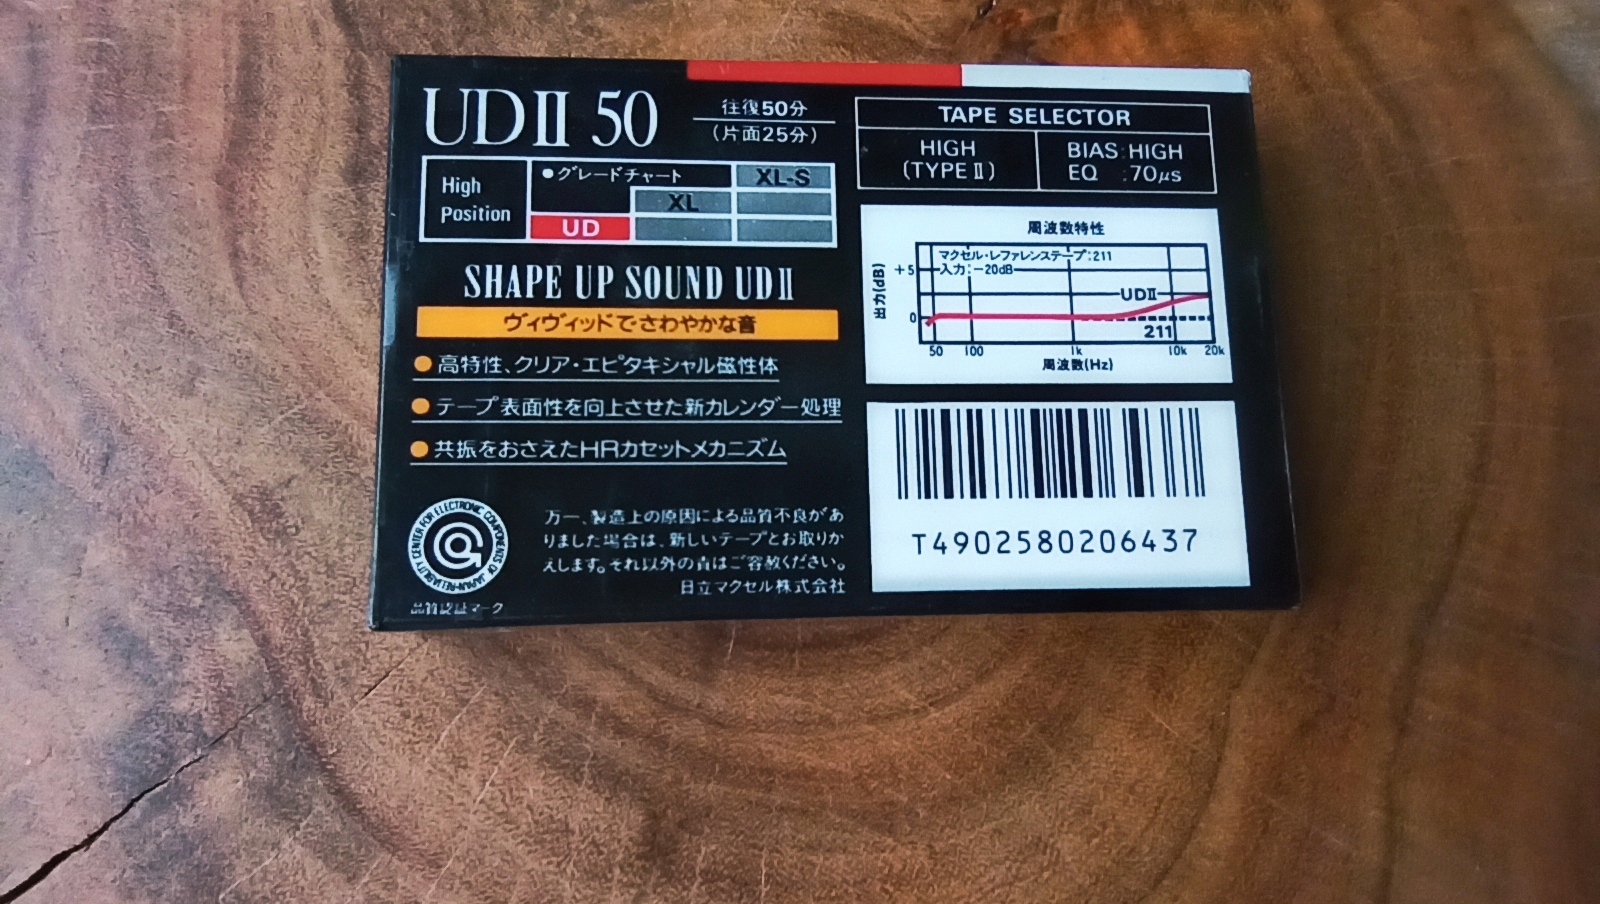 UDⅡ 50
往復50分
(片面25分)
High
Position
●グレードチャート
XL-S
XL
UD
SHAPE UP SOUND UDⅡ
ヴィヴィッドでさわやかな音
●高特性、クリア・エピタキシャル磁性体
●テープ表面性を向上させた新カレンダー処理
●共振をおさえたHRカセットメカニズム
RELIABILITY CENTER FOR ELECTRONIC COMPONENTS OF JAPAN
品質認証マーク
万一、製造上の原因による品質不良があ
りました場合は、新しいテープとお取りか
えします。それ以外の責はご容赦ください。
日立マクセル株式会社
TAPE SELECTOR
HIGH
(TYPEⅡ)
BIAS:HIGH
EQ :70μs
周波数特性
マクセル・レファレンステープ:211
入力:-20dB
出力(dB)
+5
0
UDⅡ
211
50 100 1k 10k 20k
周波数(Hz)
T4902580206437